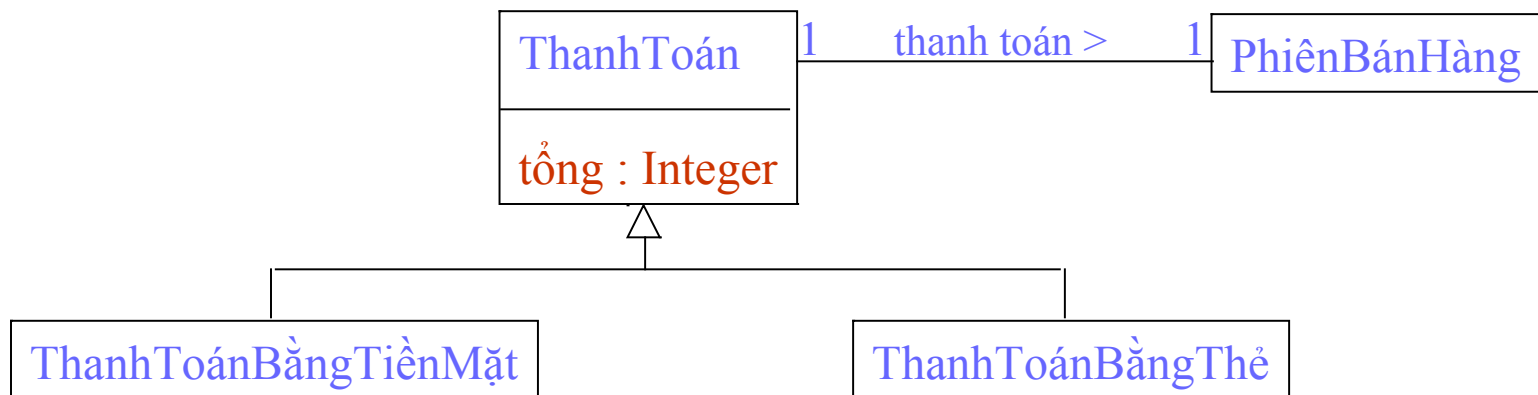 ThanhToán
1 thanh toán > 1
PhiênBánHàng
tổng : Integer
ThanhToánBằngTiềnMặt
ThanhToánBằngThẻ